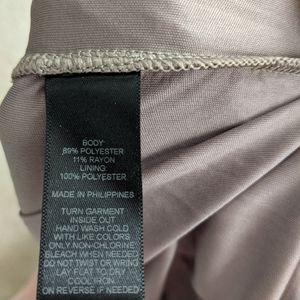 BODY
89% POLYESTER
11% RAYON
LINING:
100% POLYESTER
MADE IN PHILIPPINES
TURN GARMENT
INSIDE OUT
HAND WASH COLD
WITH LIKE COLORS
ONLY NON-CHLORINE
BLEACH WHEN NEEDED
DO NOT TWIST OR WRING
LAY FLAT TO DRY
COOL IRON
ON REVERSE IF NEEDED